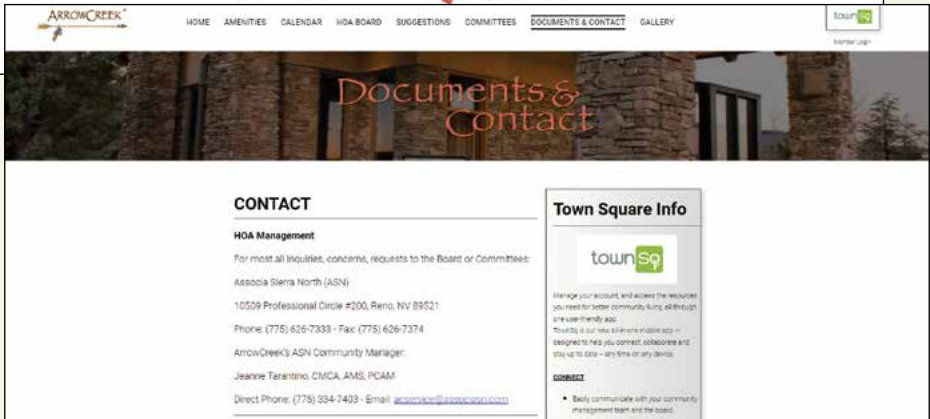 ARROWCREEK
HOME AMENITIES CALENDAR HOA BOARD SUGGESTIONS COMMITTEES DOCUMENTS & CONTACT GALLERY
town sq
Member Login
Documents &
Contact
CONTACT
HOA Management
For most all inquiries, concerns, requests to the Board or Committees:
Associa Sierra North (ASN)
10509 Professional Circle #200, Reno, NV 89521
Phone: (775) 626-7333 - Fax: (775) 626-7374
ArrowCreek's ASN Community Manager:
Jeanne Tarantino, CMCA, AMS, PCAM
Direct Phone: (775) 334-7403 - Email: acservice@associasn.com
Town Square Info
town sq
Manage your account, and access the resources
you need for better community living, all through
one user-friendly app.
TownSq is our new all-in-one mobile app –
designed to help you connect, collaborate and
stay up to date – any time on any device.
CONNECT
• Easily communicate with your community
management team and the board.